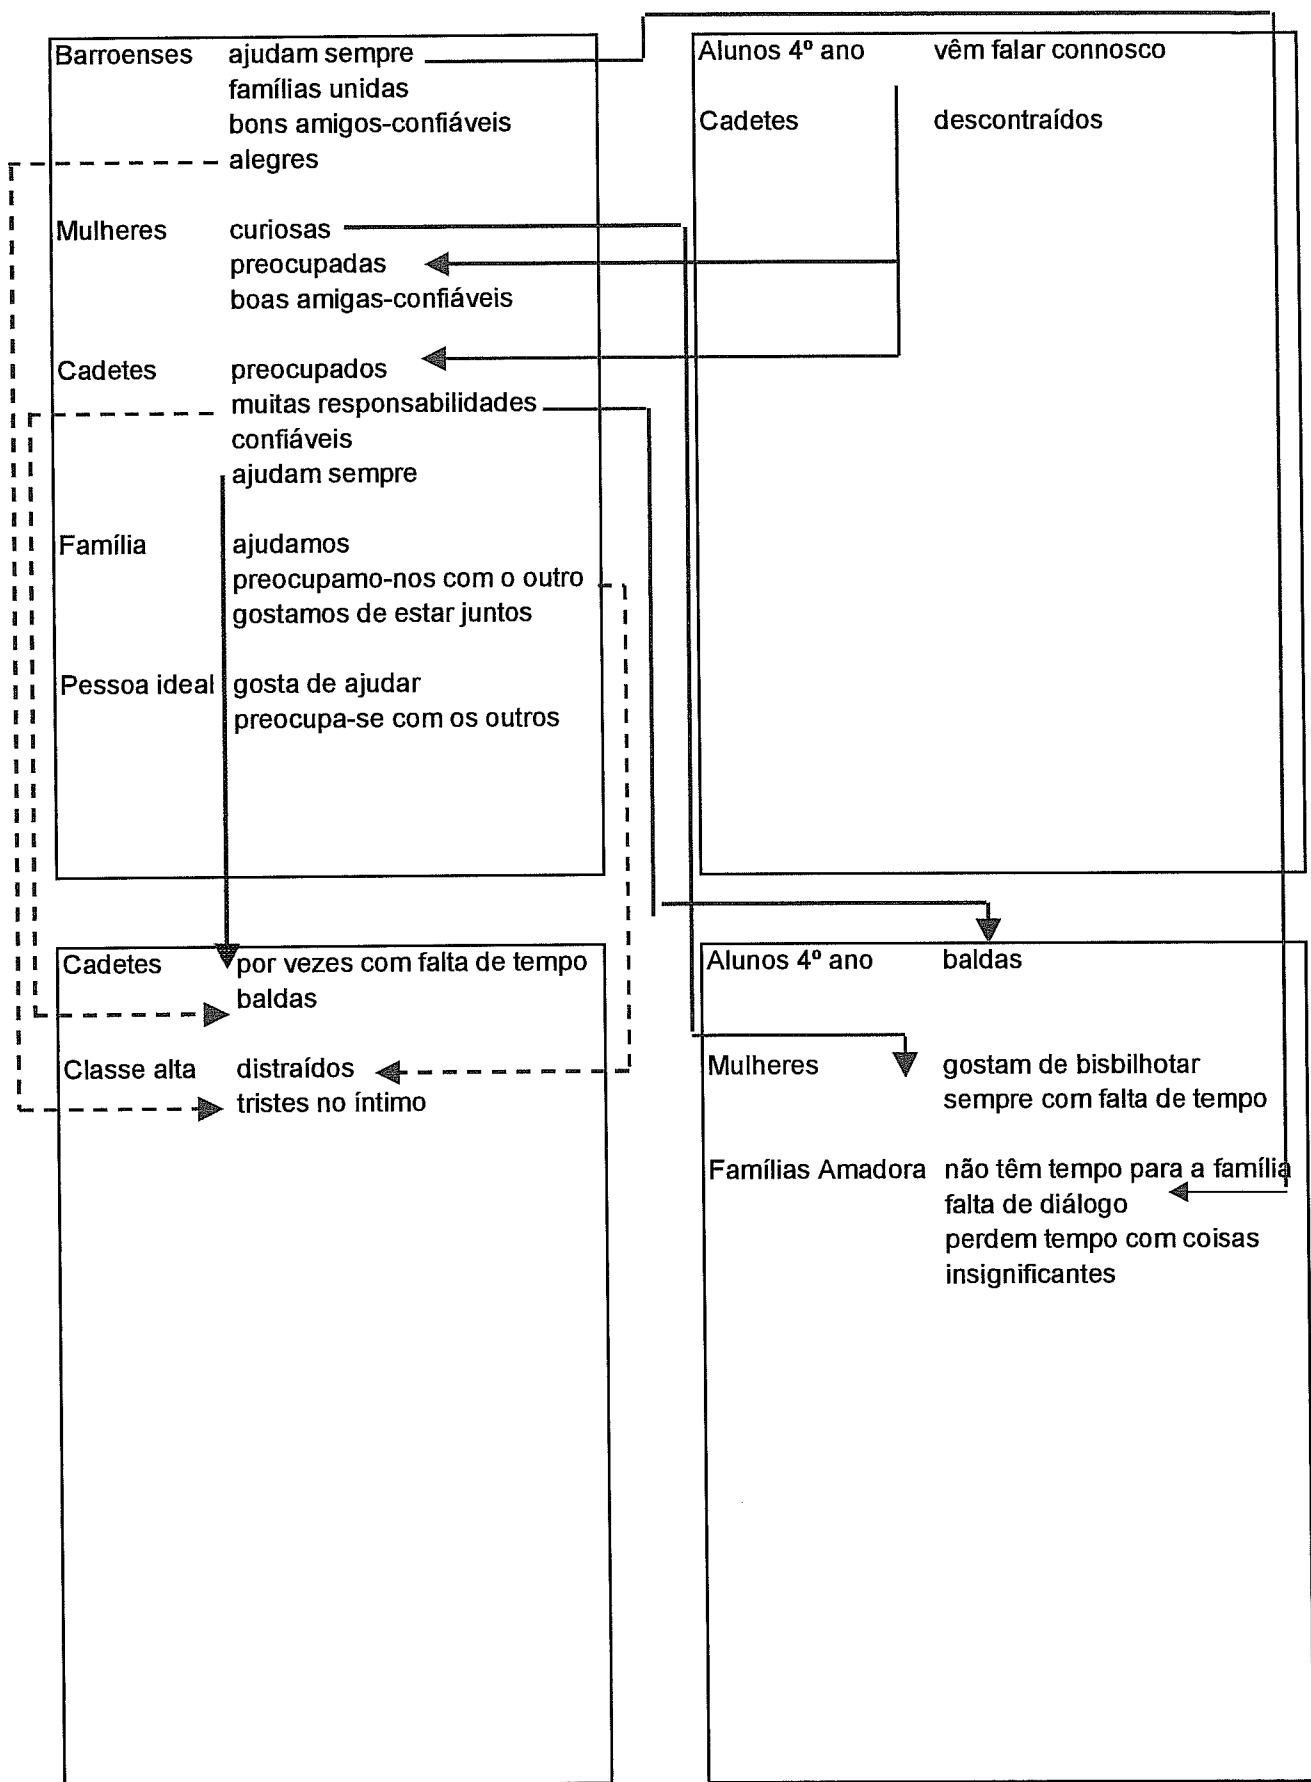 Barroenses ajudam sempre
famílias unidas
bons amigos-confiáveis
alegres
Mulheres curiosas
preocupadas
boas amigas-confiáveis
Cadetes preocupados
muitas responsabilidades
confiáveis
ajudam sempre
Família ajudamos
preocupamo-nos com o outro
gostamos de estar juntos
Pessoa ideal gosta de ajudar
preocupa-se com os outros
Alunos 4º ano vêm falar connosco
Cadetes descontraídos
Cadetes por vezes com falta de tempo
baldas
Classe alta distraídos
tristes no íntimo
Alunos 4º ano baldas
Mulheres gostam de bisbilhotar
sempre com falta de tempo
Famílias Amadora não têm tempo para a família
falta de diálogo
perdem tempo com coisas
insignificantes